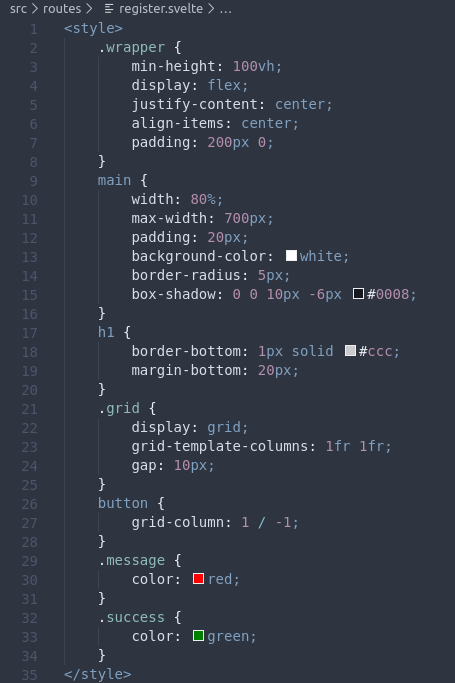 src > routes > register.svelte > ...
1 <style>
2 .wrapper {
3 min-height: 100vh;
4 display: flex;
5 justify-content: center;
6 align-items: center;
7 padding: 200px 0;
8 }
9 main {
10 width: 80%;
11 max-width: 700px;
12 padding: 20px;
13 background-color: white;
14 border-radius: 5px;
15 box-shadow: 0 0 10px -6px #0008;
16 }
17 h1 {
18 border-bottom: 1px solid #ccc;
19 margin-bottom: 20px;
20 }
21 .grid {
22 display: grid;
23 grid-template-columns: 1fr 1fr;
24 gap: 10px;
25 }
26 button {
27 grid-column: 1 / -1;
28 }
29 .message {
30 color: red;
31 }
32 .success {
33 color: green;
34 }
35 </style>